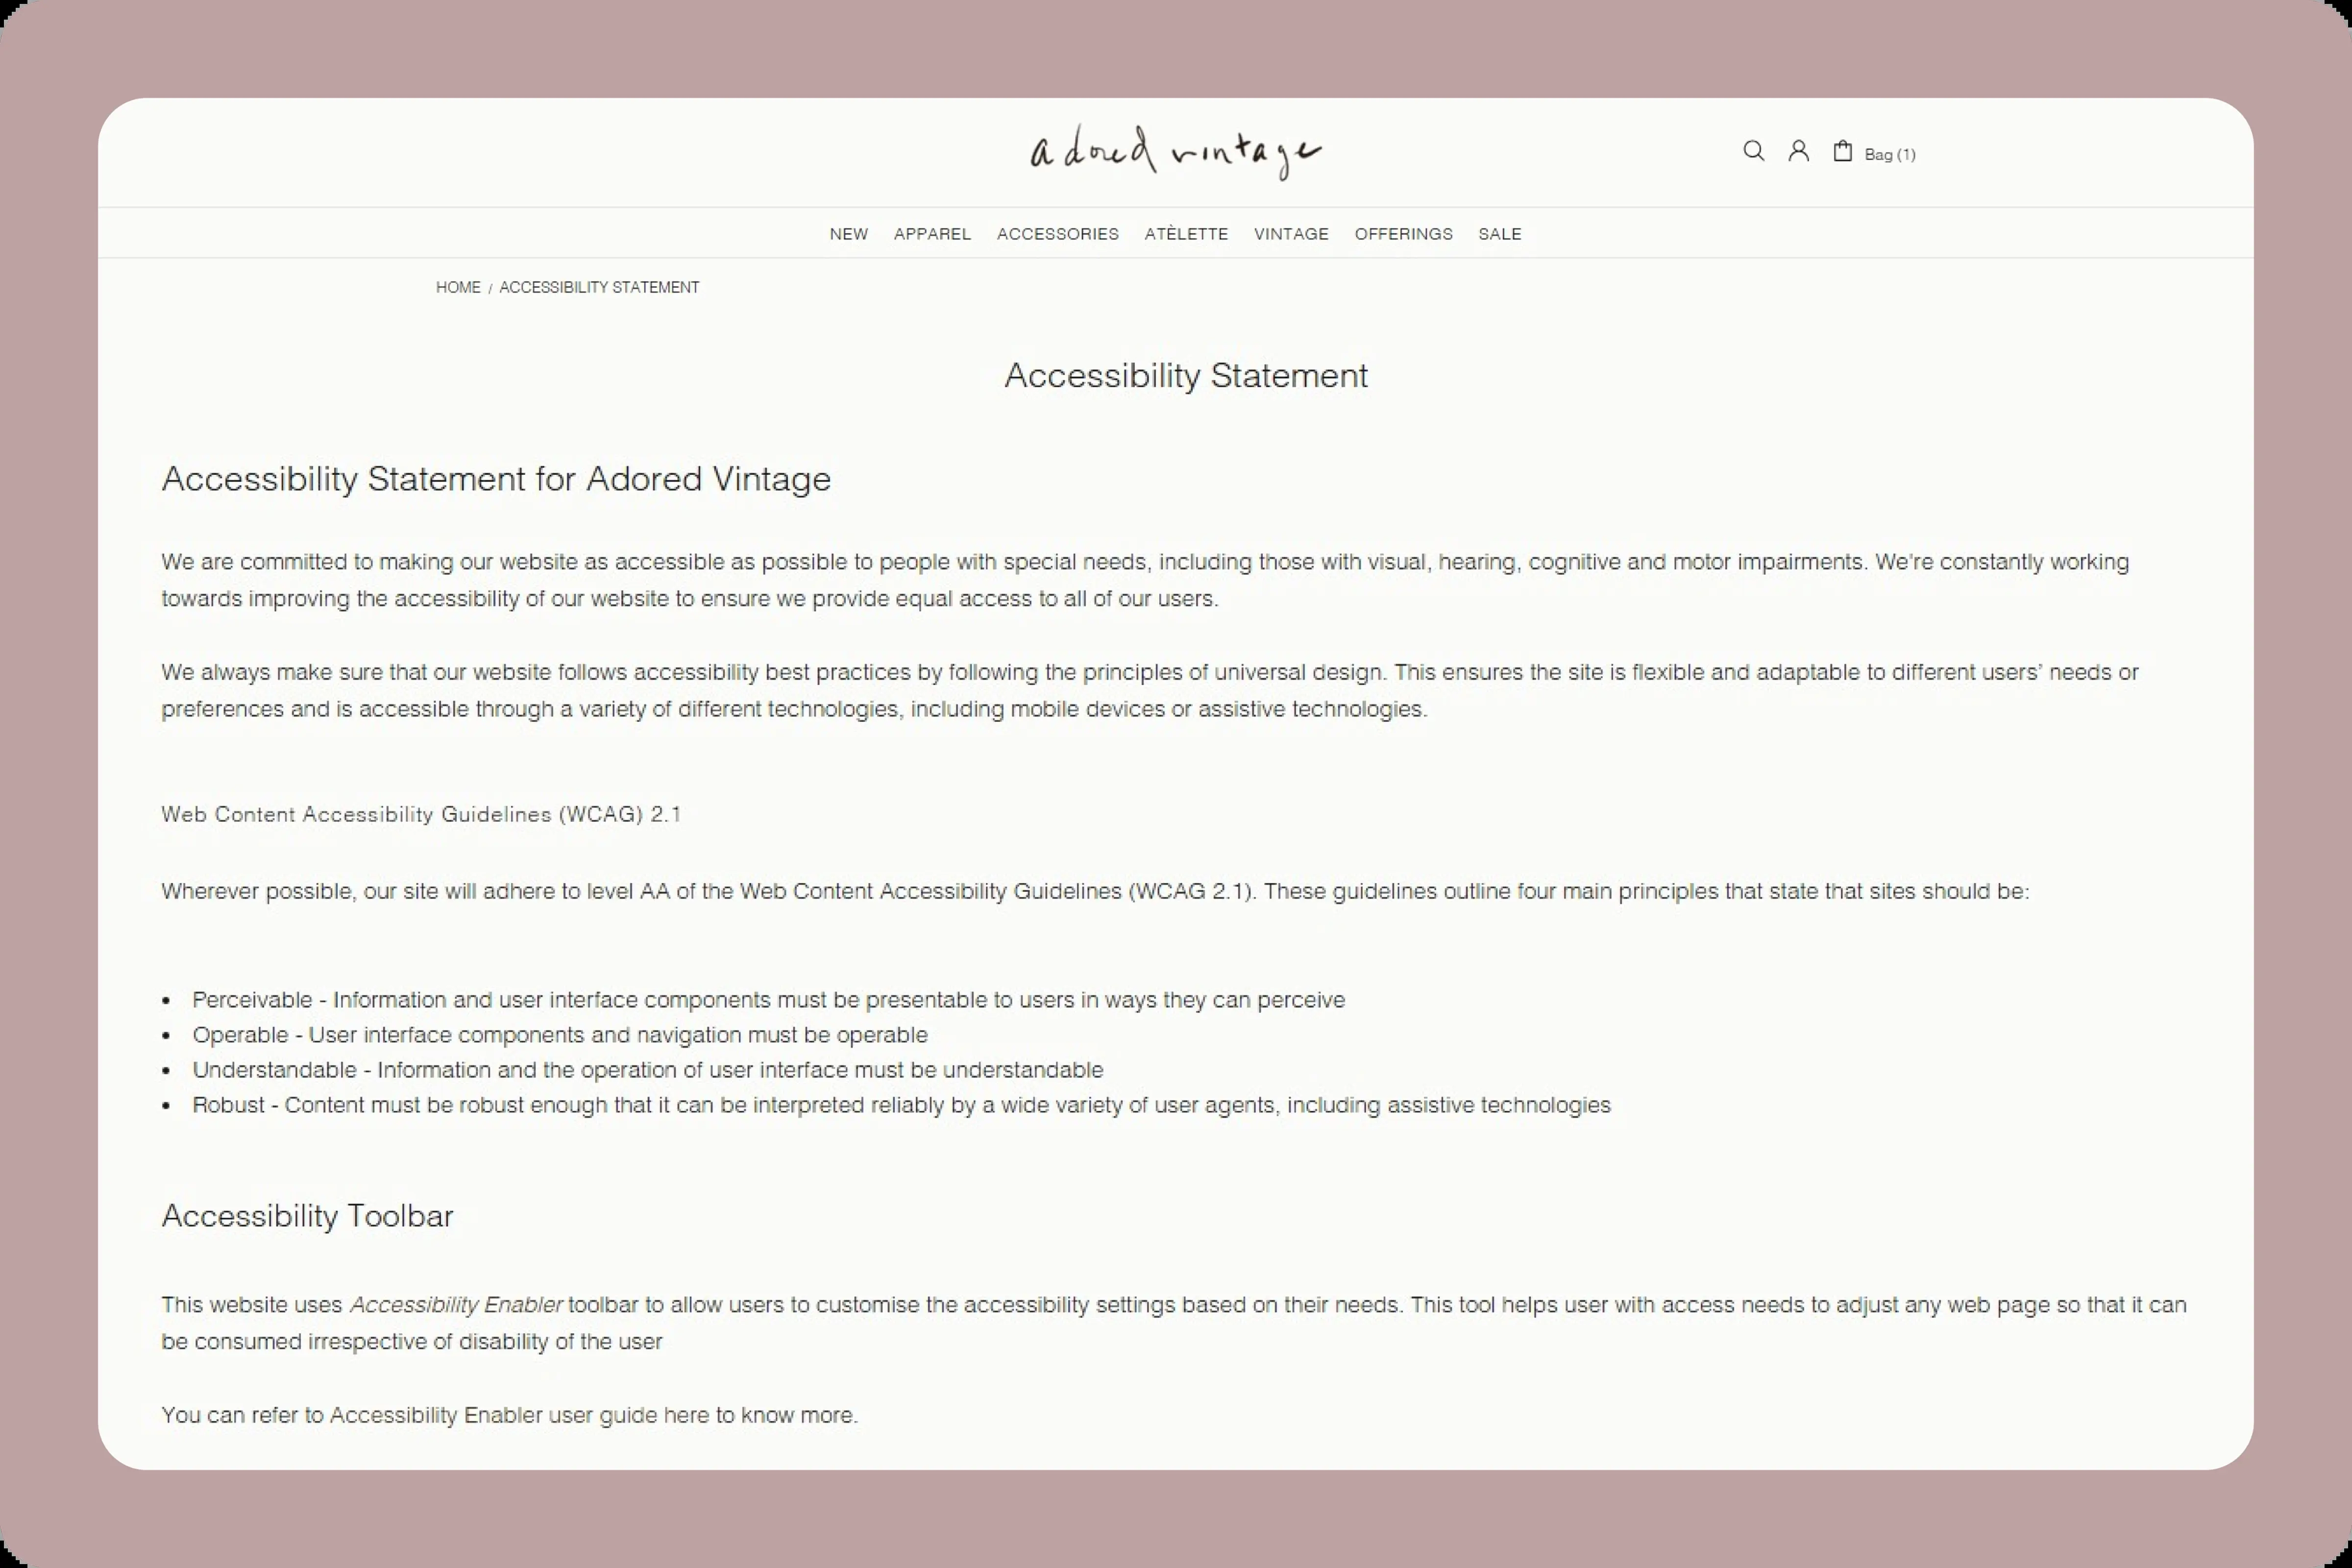 adored vintage
Bag (1)
NEW APPAREL ACCESSORIES ATÈLETTE VINTAGE OFFERINGS SALE
HOME / ACCESSIBILITY STATEMENT
Accessibility Statement
Accessibility Statement for Adored Vintage
We are committed to making our website as accessible as possible to people with special needs, including those with visual, hearing, cognitive and motor impairments. We're constantly working
towards improving the accessibility of our website to ensure we provide equal access to all of our users.
We always make sure that our website follows accessibility best practices by following the principles of universal design. This ensures the site is flexible and adaptable to different users’ needs or
preferences and is accessible through a variety of different technologies, including mobile devices or assistive technologies.
Web Content Accessibility Guidelines (WCAG) 2.1
Wherever possible, our site will adhere to level AA of the Web Content Accessibility Guidelines (WCAG 2.1). These guidelines outline four main principles that state that sites should be:
• Perceivable - Information and user interface components must be presentable to users in ways they can perceive
• Operable - User interface components and navigation must be operable
• Understandable - Information and the operation of user interface must be understandable
• Robust - Content must be robust enough that it can be interpreted reliably by a wide variety of user agents, including assistive technologies
Accessibility Toolbar
This website uses Accessibility Enabler toolbar to allow users to customise the accessibility settings based on their needs. This tool helps user with access needs to adjust any web page so that it can
be consumed irrespective of disability of the user
You can refer to Accessibility Enabler user guide here to know more.